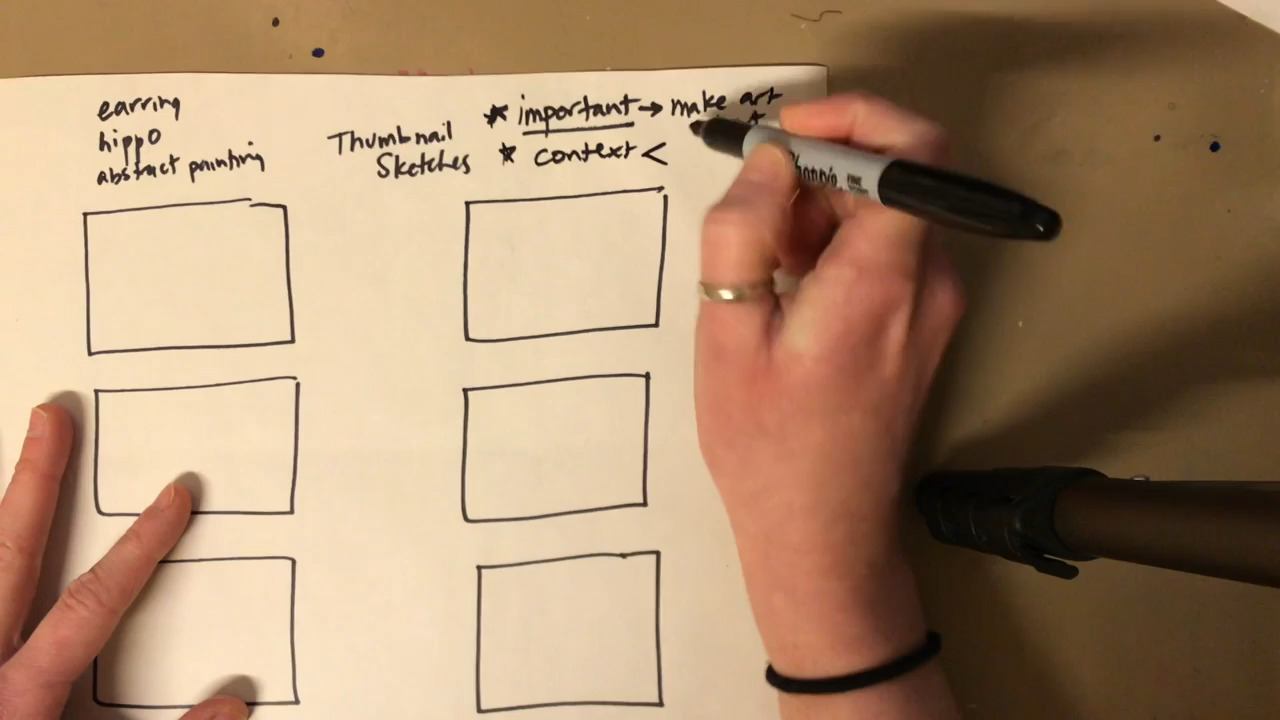 earring
hippo
abstract painting
Thumbnail
Sketches
* important → make art
* context <